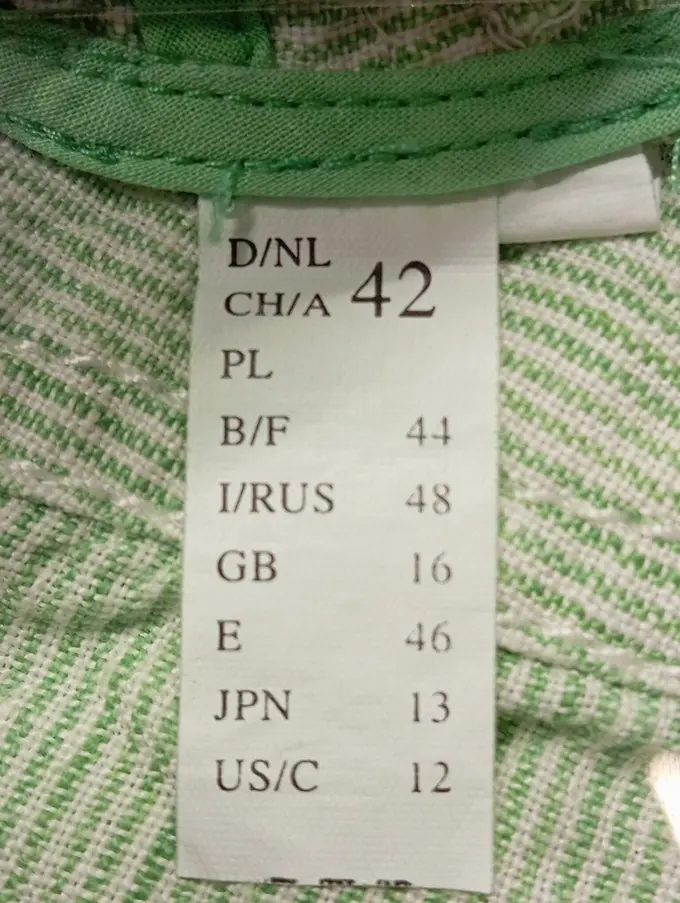 D/NL
CH/A 42
PL
B/F 44
I/RUS 48
GB 16
E 46
JPN 13
US/C 12